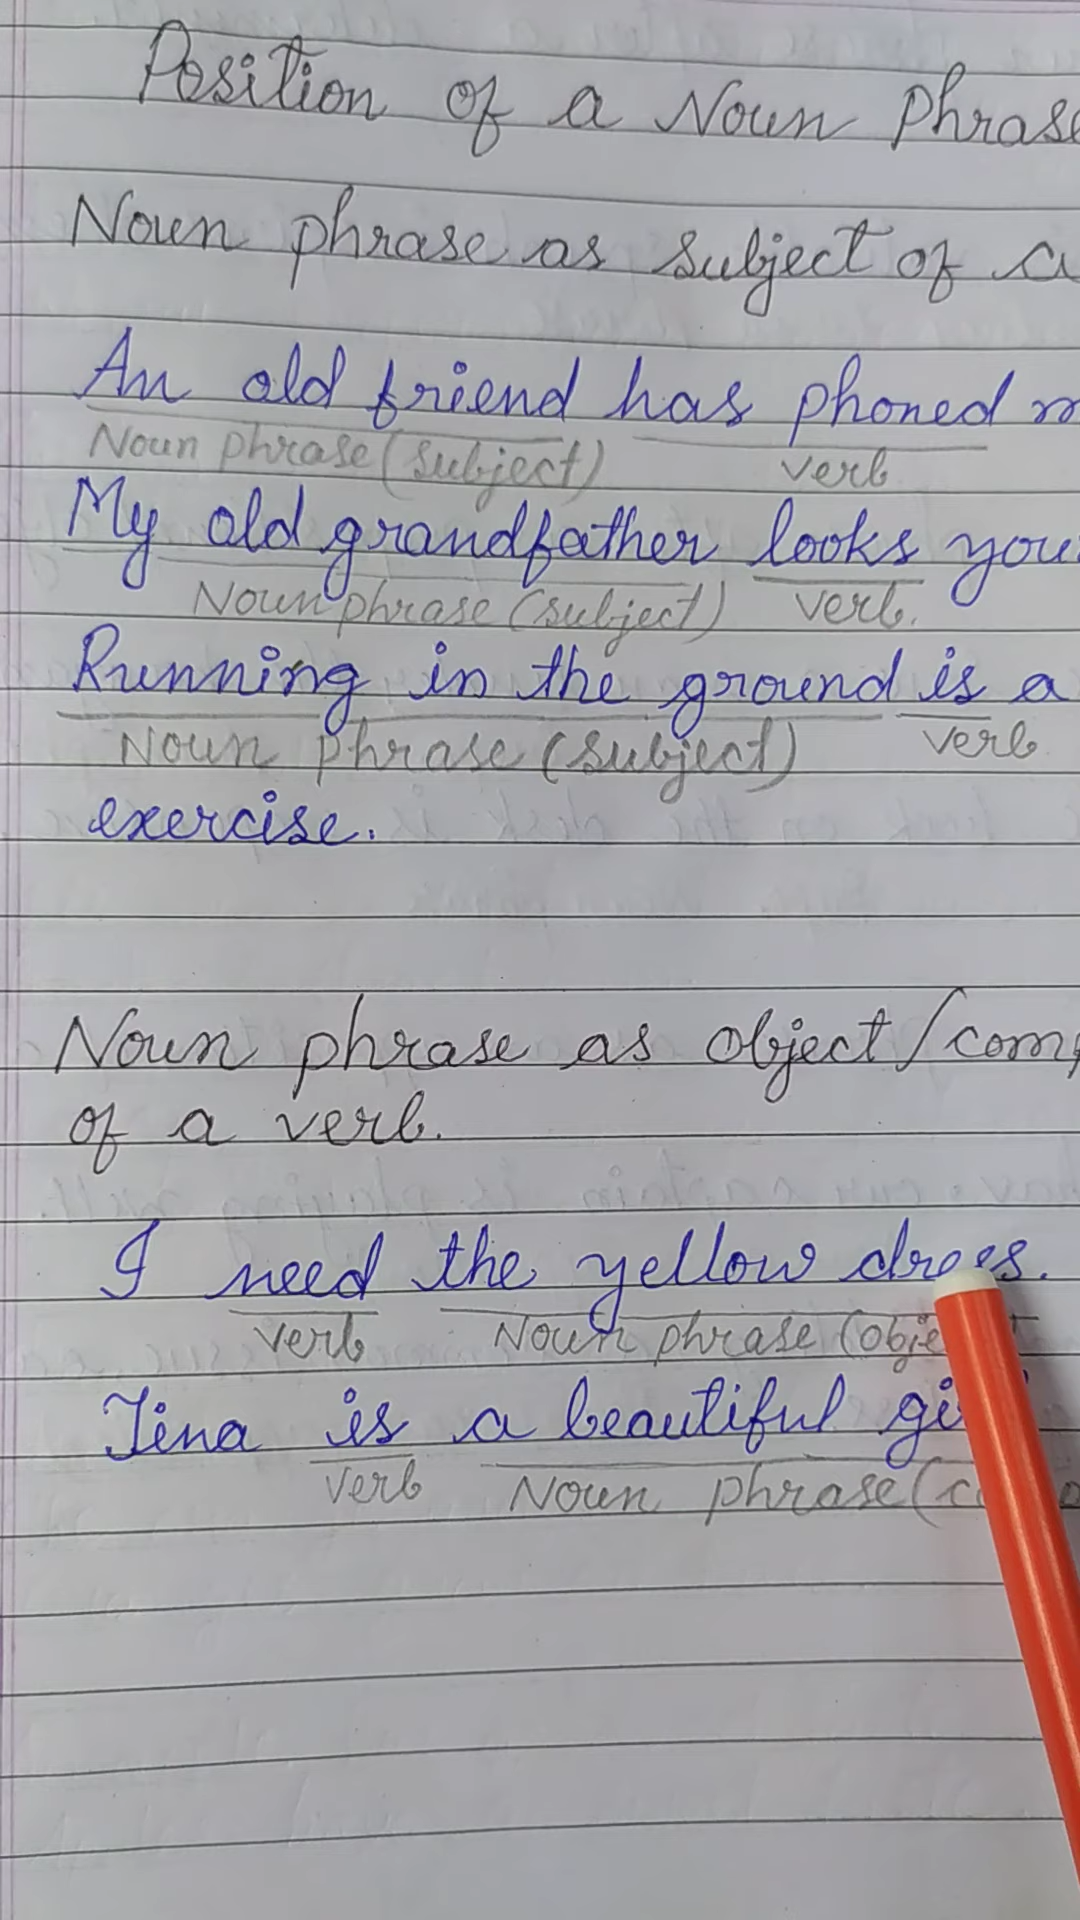 Position of a Noun Phrase
Noun phrase as subject of a
An old friend has phoned
Noun phrase (subject) verb
My old grandfather looks
Noun phrase (subject) verb.
Running in the ground is a
Noun phrase (subject) verb
exercise.
Noun phrase as object/
of a verb.
I need the yellow dress.
verb Noun phrase
Tina is a beautiful
verb Noun phrase